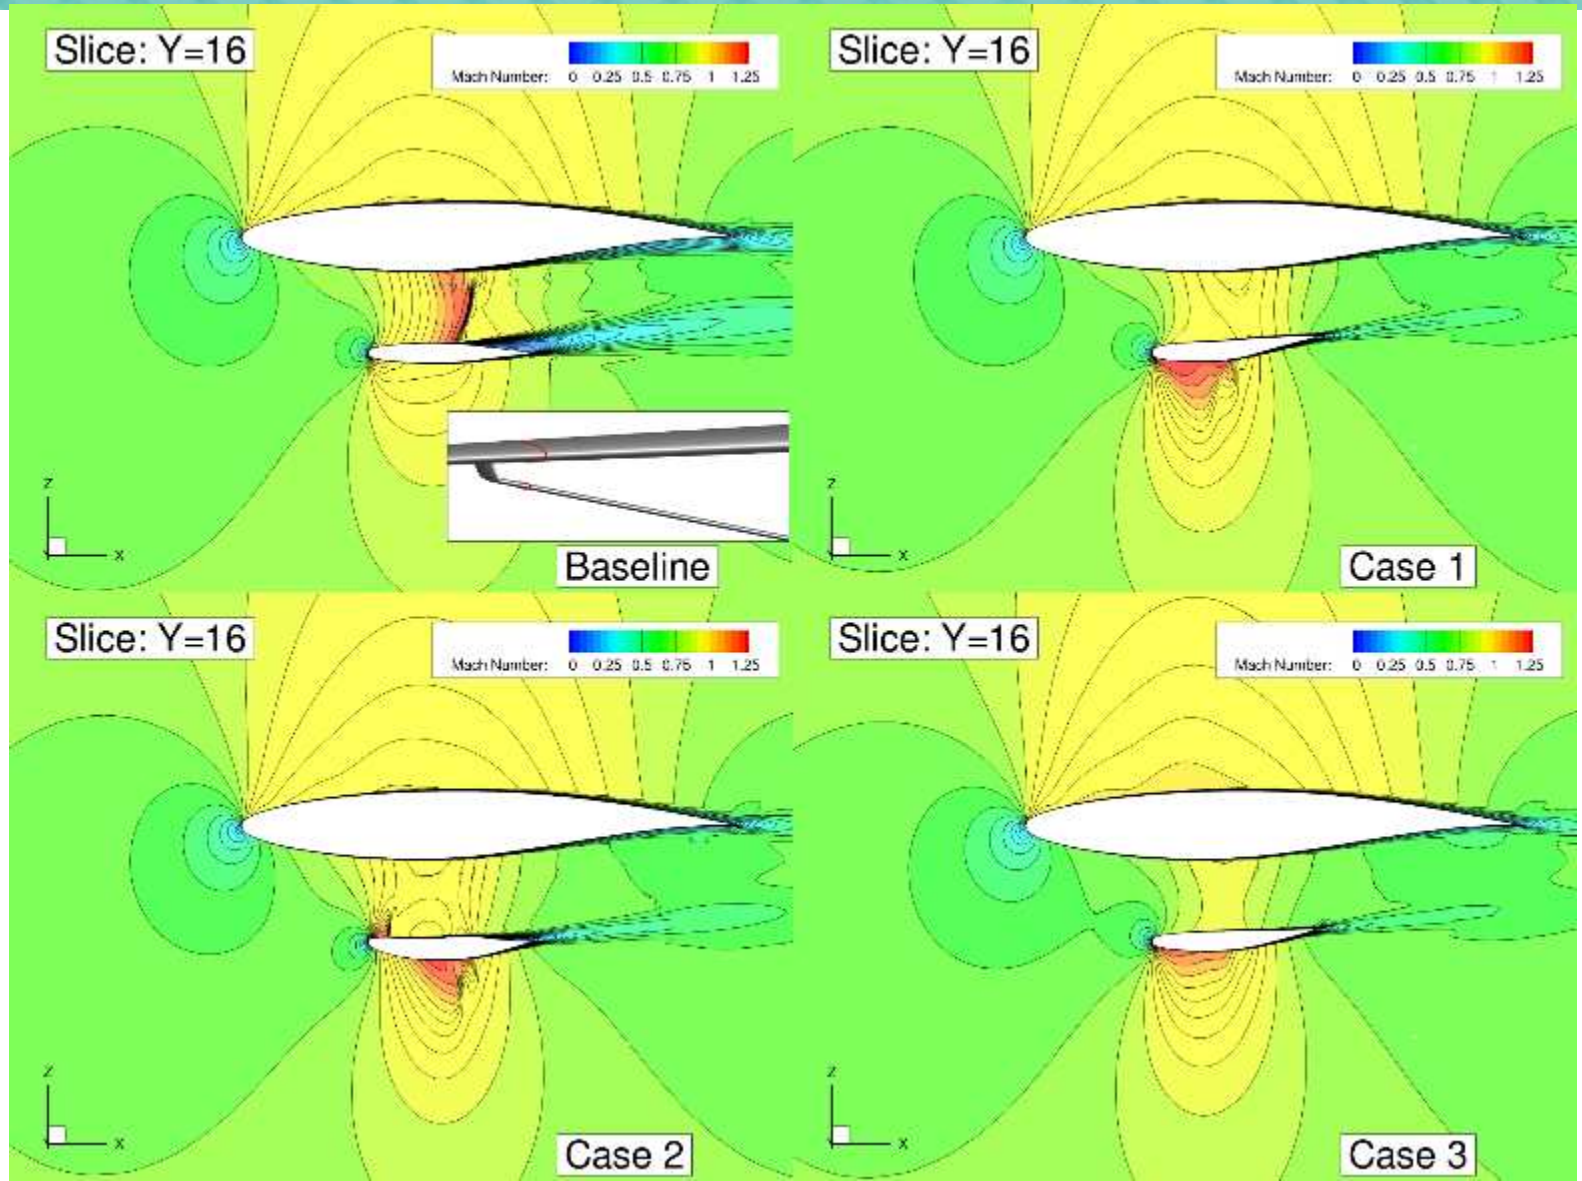 Slice: Y=16
Mach Number: 0 0.25 0.5 0.75 1 1.25
z
x
Baseline
Slice: Y=16
Mach Number: 0 0.25 0.5 0.75 1 1.25
z
x
Case 1
Slice: Y=16
Mach Number: 0 0.25 0.5 0.75 1 1.25
z
x
Case 2
Slice: Y=16
Mach Number: 0 0.25 0.5 0.75 1 1.25
z
x
Case 3